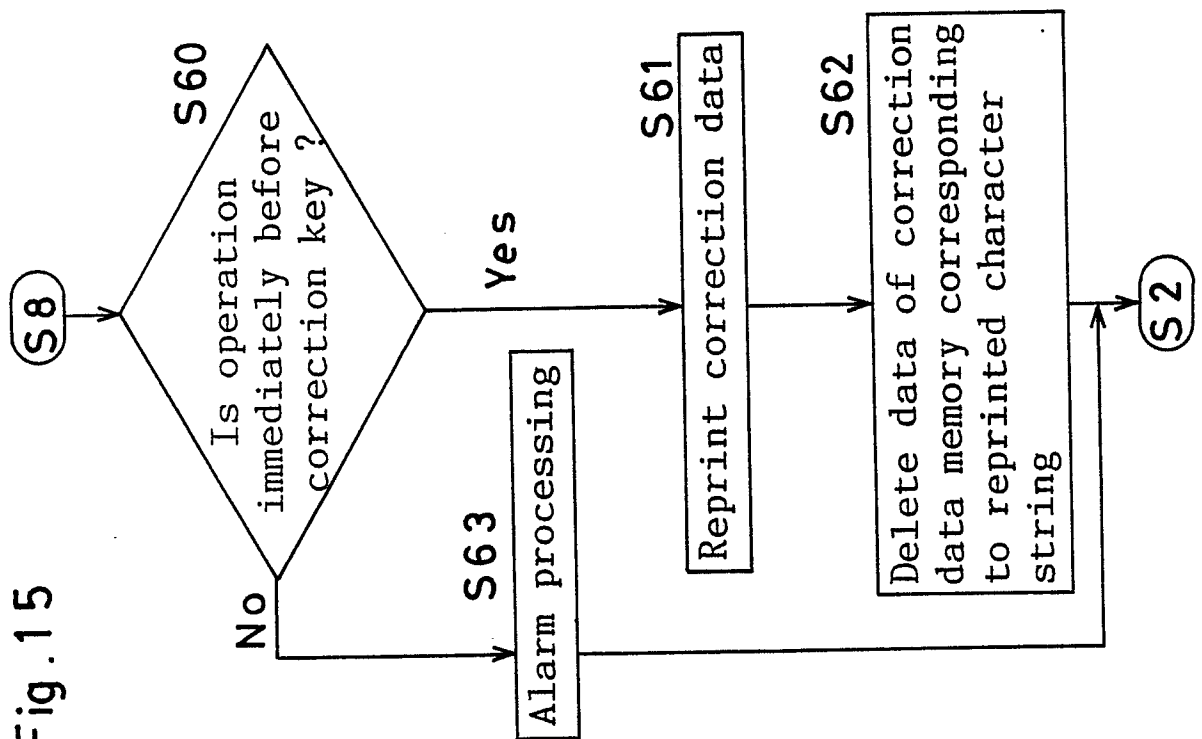 Fig.15
S8
S60
Is operation
immediately before
correction key ?
No
Yes
S63
Alarm processing
S61
Reprint correction data
S62
Delete data of correction
data memory corresponding
to reprinted character
string
S2